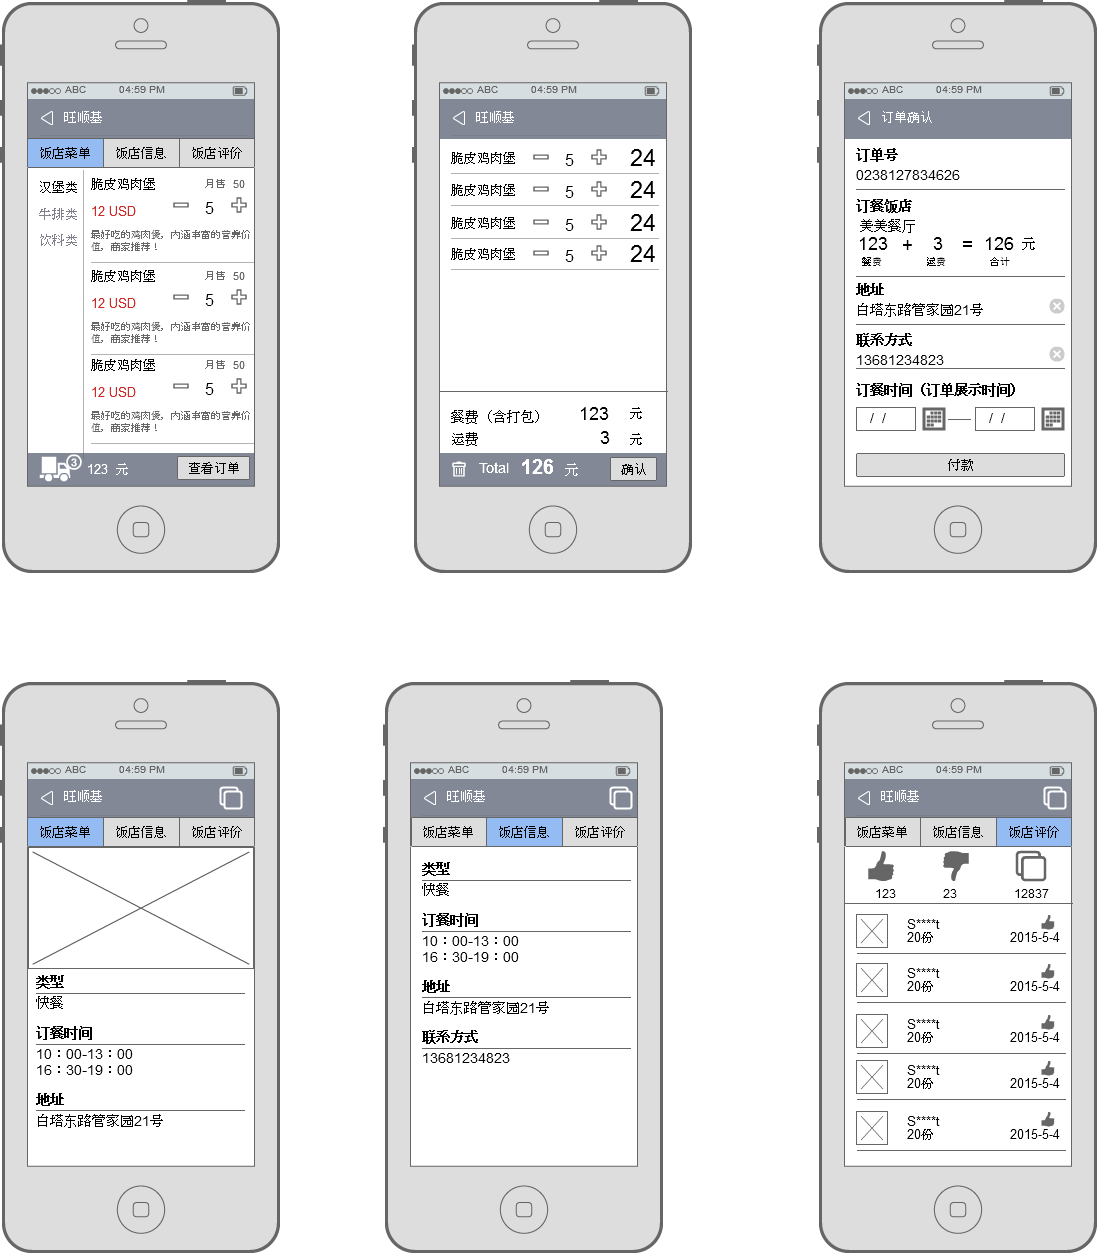 ABC 04:59 PM
旺顺基
饭店菜单 饭店信息 饭店评价
汉堡类
牛排类
饮料类
脆皮鸡肉堡 月售 50
12 USD 5
最好吃的鸡肉煲，内涵丰富的营养价
值，商家推荐！
脆皮鸡肉堡 月售 50
12 USD 5
最好吃的鸡肉煲，内涵丰富的营养价
值，商家推荐！
脆皮鸡肉堡 月售 50
12 USD 5
最好吃的鸡肉煲，内涵丰富的营养价
值，商家推荐！
3 123 元 查看订单
ABC 04:59 PM
旺顺基
脆皮鸡肉堡 5 24
脆皮鸡肉堡 5 24
脆皮鸡肉堡 5 24
脆皮鸡肉堡 5 24
餐费（含打包） 123 元
运费 3 元
Total 126 元 确认
ABC 04:59 PM
订单确认
订单号
0238127834626
订餐饭店
美美餐厅
123 + 3 = 126 元
餐费 递费 合计
地址
白塔东路管家园21号
联系方式
13681234823
订餐时间（订单展示时间）
/ / / /
付款
ABC 04:59 PM
旺顺基
饭店菜单 饭店信息 饭店评价
类型
快餐
订餐时间
10：00-13：00
16：30-19：00
地址
白塔东路管家园21号
ABC 04:59 PM
旺顺基
饭店菜单 饭店信息 饭店评价
类型
快餐
订餐时间
10：00-13：00
16：30-19：00
地址
白塔东路管家园21号
联系方式
13681234823
ABC 04:59 PM
旺顺基
饭店菜单 饭店信息 饭店评价
123 23 12837
S****t
20份 2015-5-4
S****t
20份 2015-5-4
S****t
20份 2015-5-4
S****t
20份 2015-5-4
S****t
20份 2015-5-4